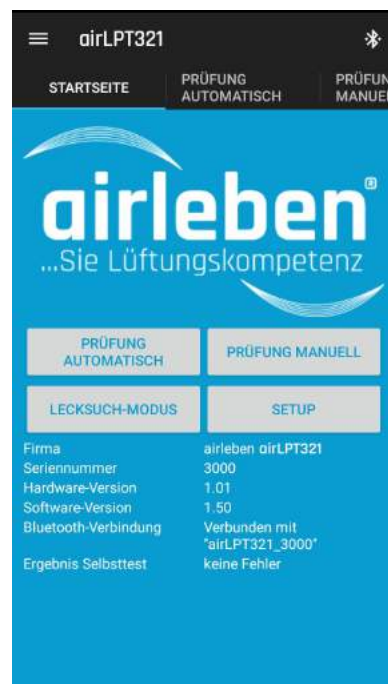 airLPT321
STARTSEITE
PRÜFUNG
AUTOMATISCH
airleben®
...Sie Lüftungskompetenz
PRÜFUNG
AUTOMATISCH
PRÜFUNG MANUELL
LECKSUCH-MODUS
SETUP
Firma airleben airLPT321
Seriennummer 3000
Hardware-Version 1.01
Software-Version 1.50
Bluetooth-Verbindung Verbunden mit
"airLPT321_3000"
Ergebnis Selbsttest keine Fehler